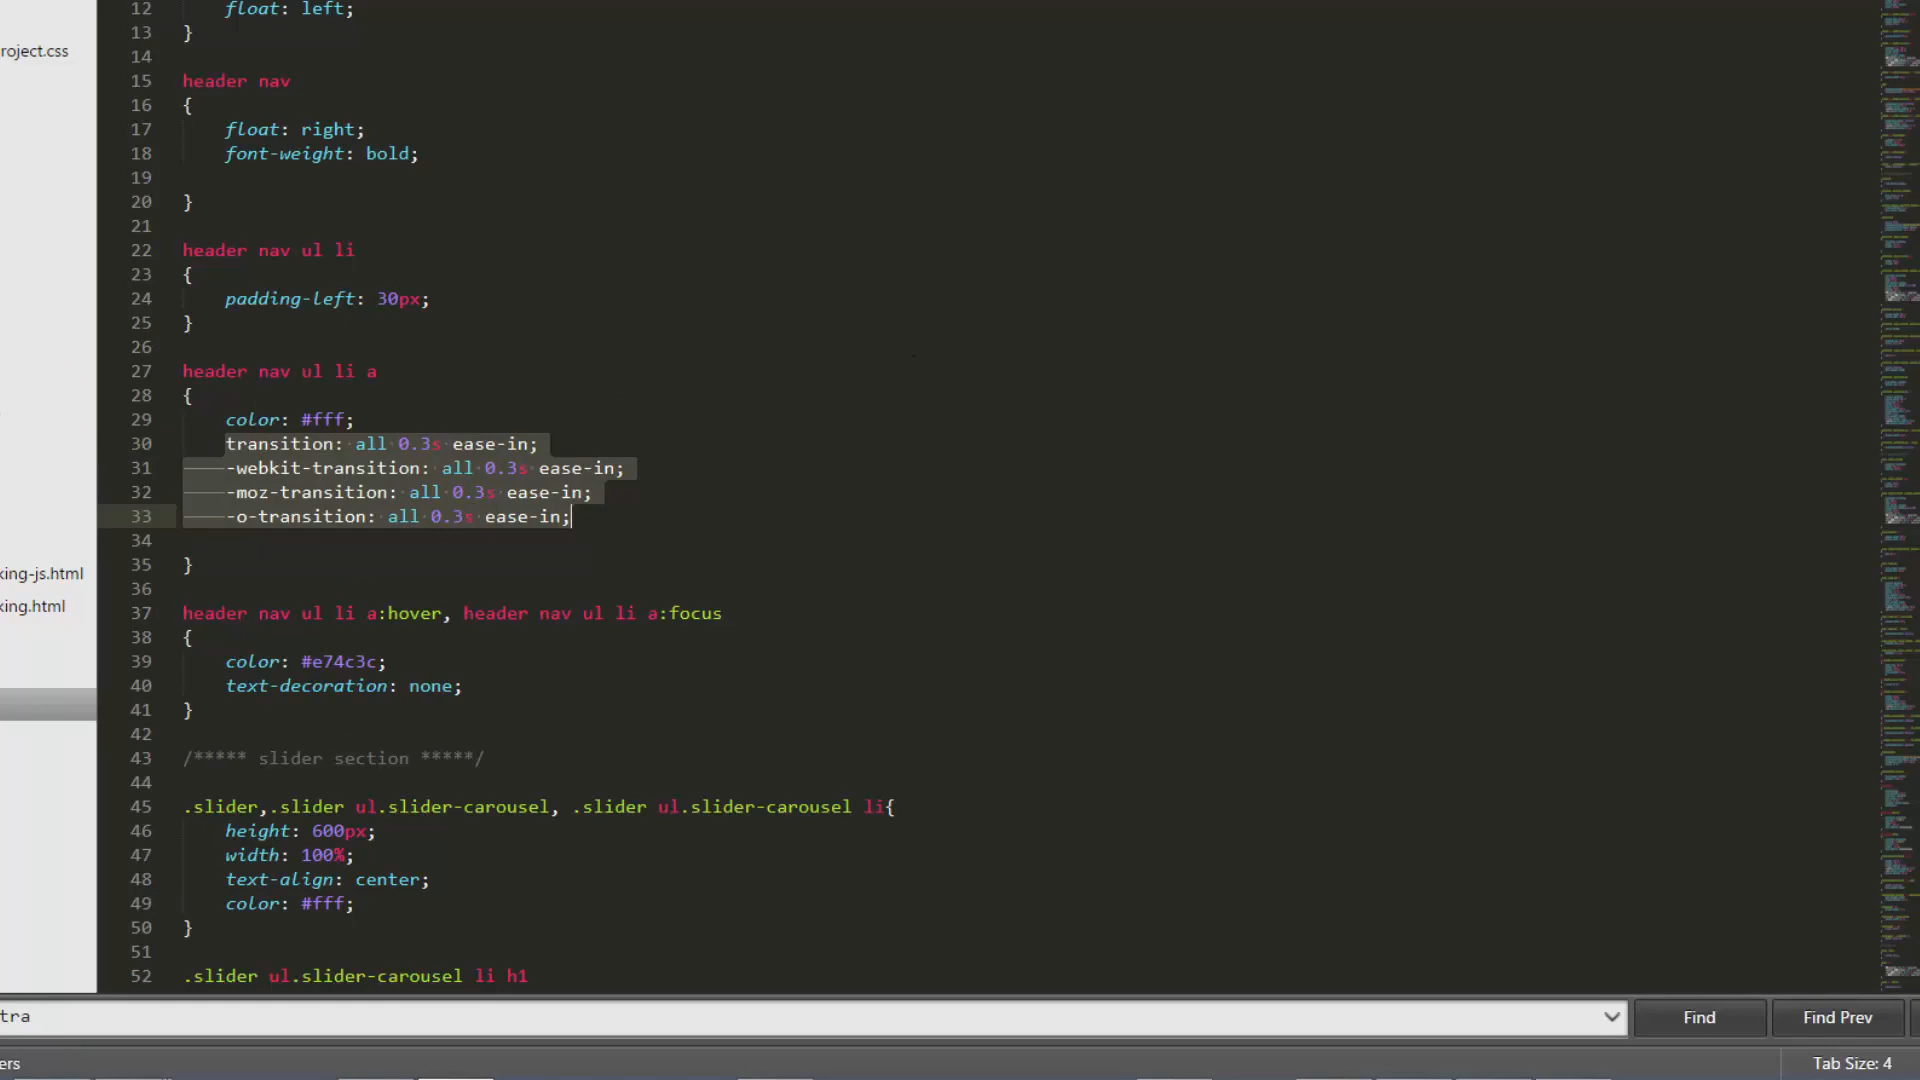 12 float: left;
13 }
roject.css
14
15 header nav
16 {
17 float: right;
18 font-weight: bold;
19
20 }
21
22 header nav ul li
23 {
24 padding-left: 30px;
25 }
26
27 header nav ul li a
28 {
29 color: #fff;
30 transition: all 0.3s ease-in;
31 -webkit-transition: all 0.3s ease-in;
32 -moz-transition: all 0.3s ease-in;
33 -o-transition: all 0.3s ease-in;
34
35 }
king-js.html
36
king.html
37 header nav ul li a:hover, header nav ul li a:focus
38 {
39 color: #e74c3c;
40 text-decoration: none;
41 }
42
43 /***** slider section *****/
44
45 .slider,.slider ul.slider-carousel, .slider ul.slider-carousel li{
46 height: 600px;
47 width: 100%;
48 text-align: center;
49 color: #fff;
50 }
51
52 .slider ul.slider-carousel li h1
tra
Find
Find Prev
ers
Tab Size: 4